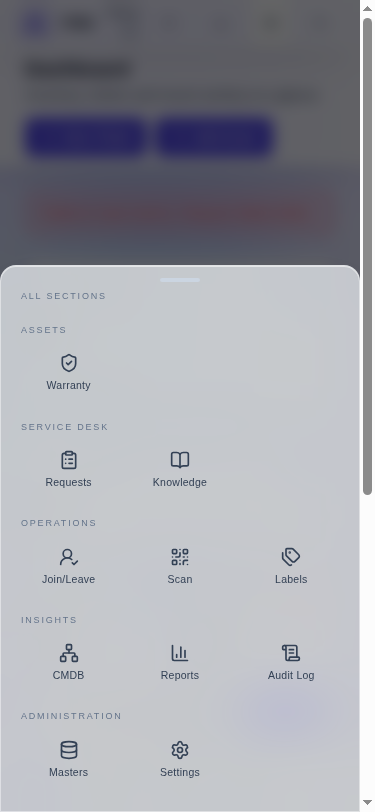 ALL SECTIONS
ASSETS
Warranty
SERVICE DESK
Requests Knowledge
OPERATIONS
Join/Leave Scan Labels
INSIGHTS
CMDB Reports Audit Log
ADMINISTRATION
Masters Settings